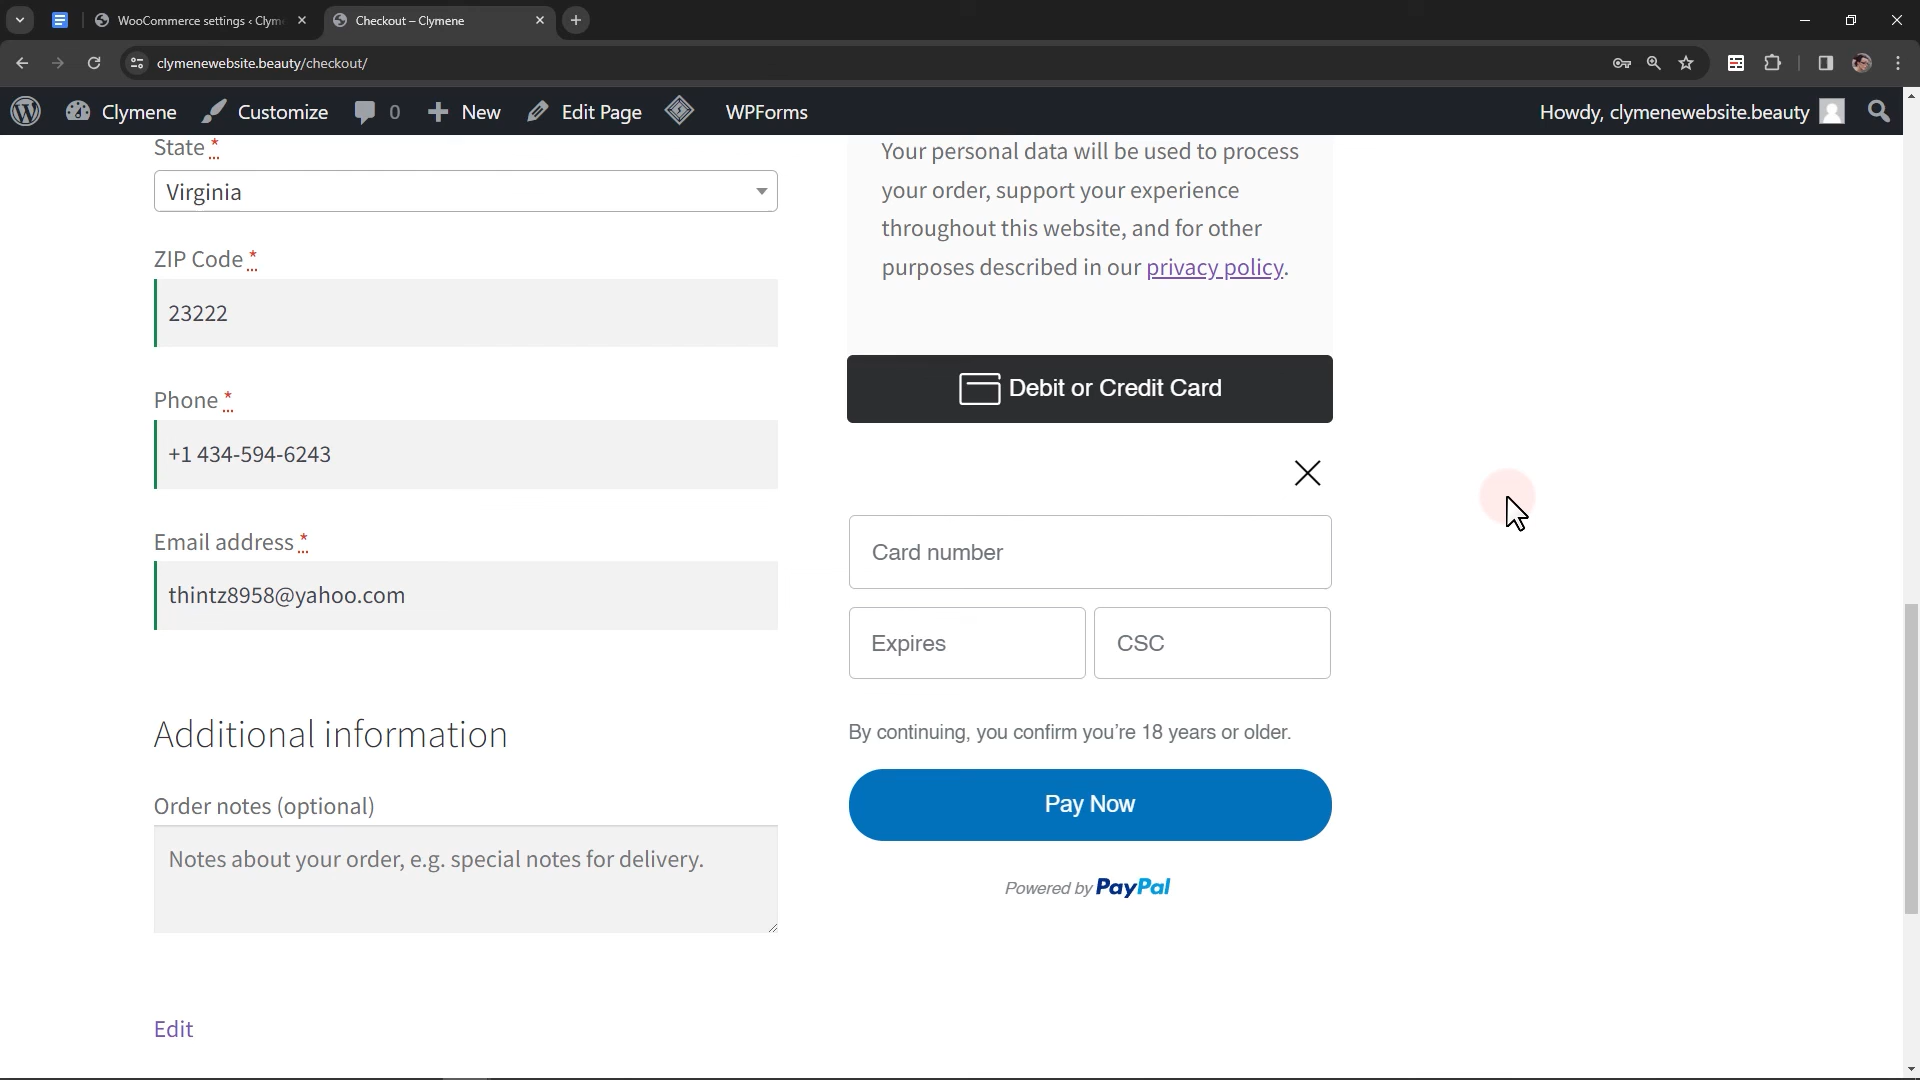 WooCommerce settings ‹ Clym
Checkout – Clymene
clymenewebsite.beauty/checkout/
Clymene
Customize
0
New
Edit Page
WPForms
Howdy, clymenewebsite.beauty
State *
Virginia
ZIP Code *
23222
Phone *
+1 434-594-6243
Email address *
thintz8958@yahoo.com
Additional information
Order notes (optional)
Notes about your order, e.g. special notes for delivery.
Edit
Your personal data will be used to process
your order, support your experience
throughout this website, and for other
purposes described in our privacy policy.
Debit or Credit Card
Card number
Expires
CSC
By continuing, you confirm you’re 18 years or older.
Pay Now
Powered by PayPal